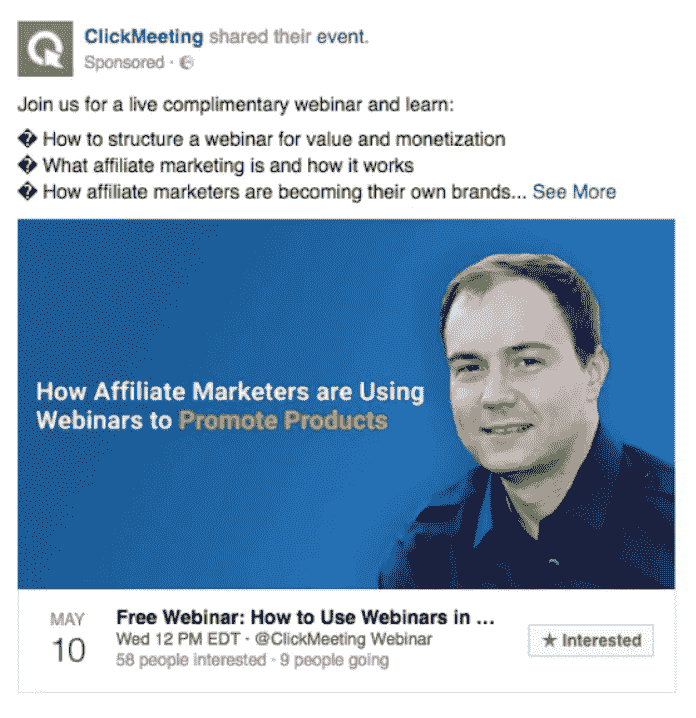 ClickMeeting shared their event.
Sponsored ·
Join us for a live complimentary webinar and learn:
� How to structure a webinar for value and monetization
� What affiliate marketing is and how it works
� How affiliate marketers are becoming their own brands... See More
How Affiliate Marketers are Using
Webinars to Promote Products
MAY
10
Free Webinar: How to Use Webinars in ...
Wed 12 PM EDT · @ClickMeeting Webinar
58 people interested · 9 people going
★ Interested